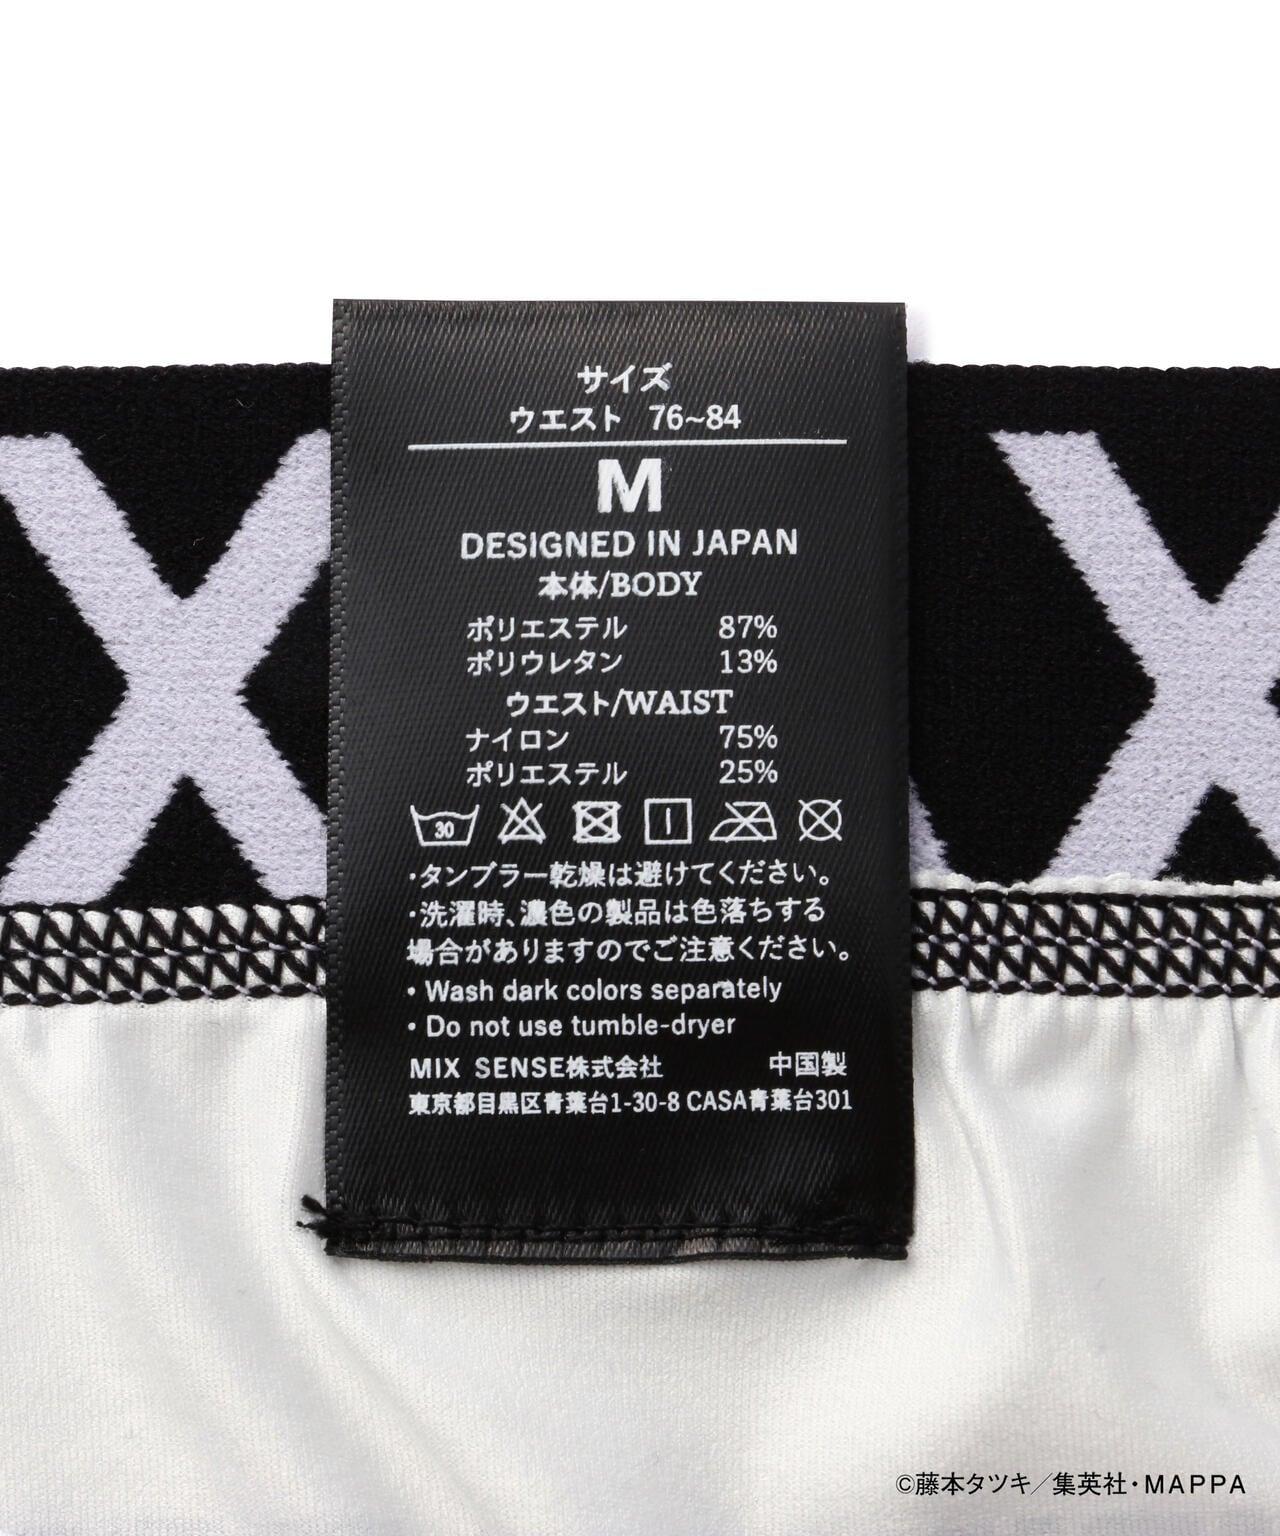 サイズ
ウエスト 76~84
M
DESIGNED IN JAPAN
本体/BODY
ポリエステル 87%
ポリウレタン 13%
ウエスト/WAIST
ナイロン 75%
ポリエステル 25%
30
・タンブラー乾燥は避けてください。
・洗濯時、濃色の製品は色落ちする
場合がありますのでご注意ください。
• Wash dark colors separately
• Do not use tumble-dryer
MIX SENSE株式会社 中国製
東京都目黒区青葉台1-30-8 CASA青葉台301
©藤本タツキ／集英社・MAPPA